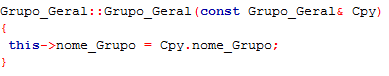 Grupo_Geral::Grupo_Geral(const Grupo_Geral& Cpy)
{
this->nome_Grupo = Cpy.nome_Grupo;
}